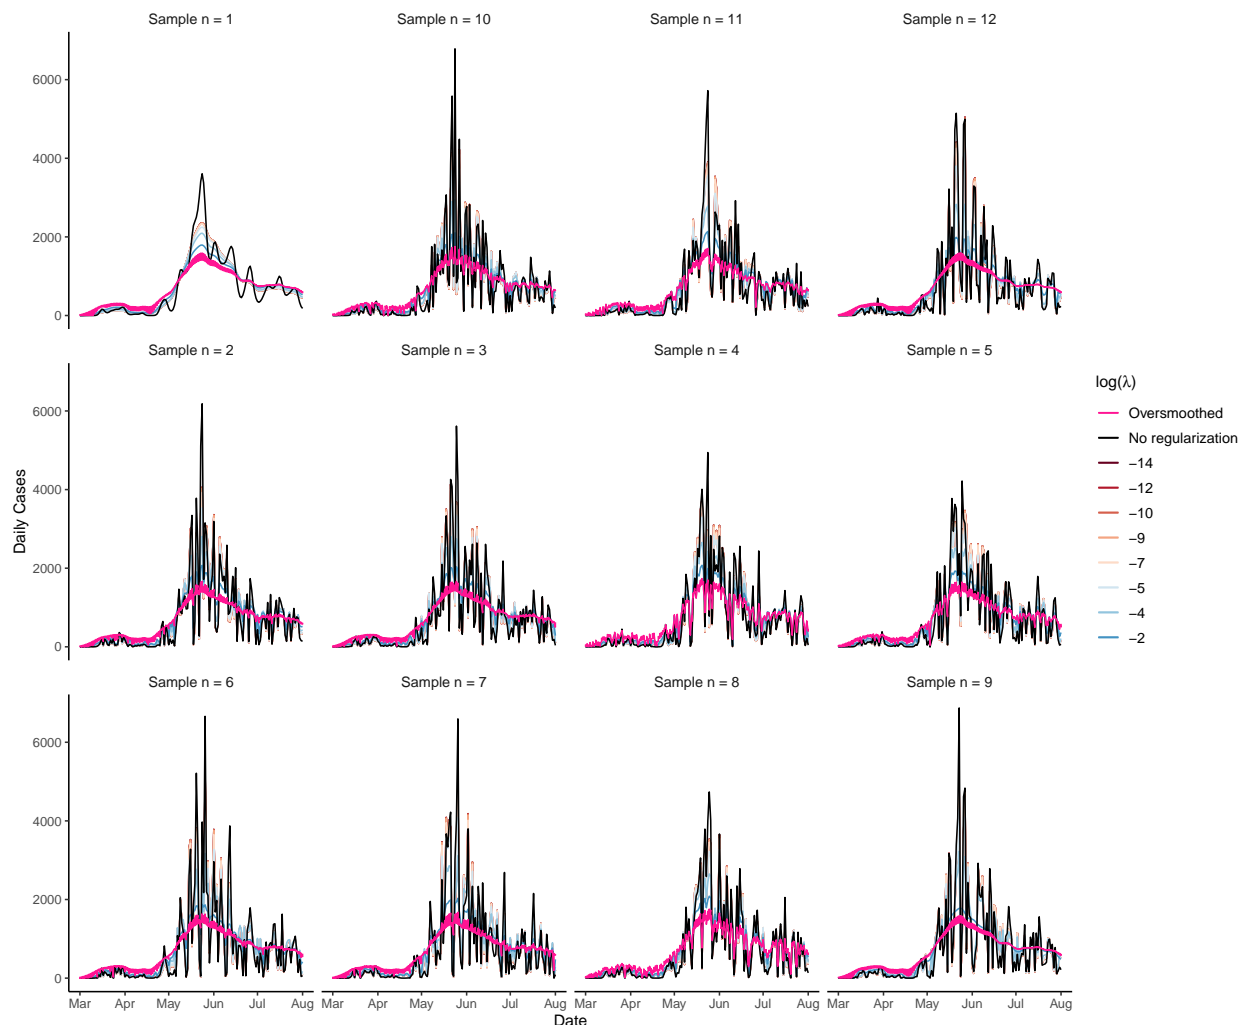 Sample n = 1
Sample n = 10
Sample n = 11
Sample n = 12
6000
4000
2000
0
Sample n = 2
Sample n = 3
Sample n = 4
Sample n = 5
6000
4000
2000
0
Daily Cases
Sample n = 6
Sample n = 7
Sample n = 8
Sample n = 9
6000
4000
2000
0
Mar Apr May Jun Jul Aug
Mar Apr May Jun Jul Aug
Mar Apr May Jun Jul Aug
Mar Apr May Jun Jul Aug
Date
log(λ)
Oversmoothed
No regularization
−14
−12
−10
−9
−7
−5
−4
−2